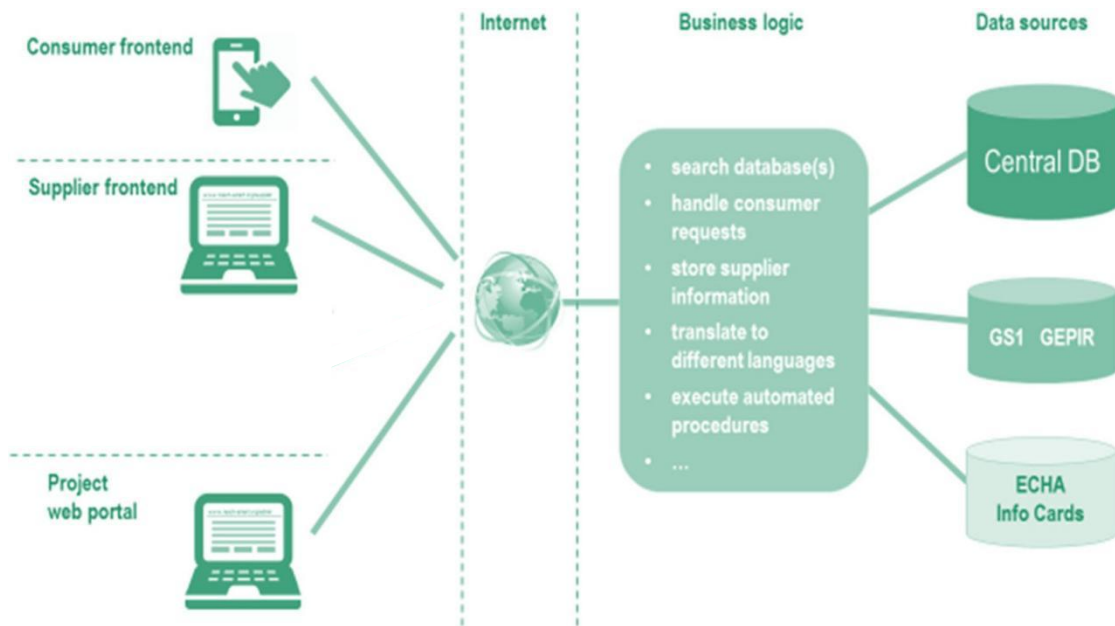 Consumer frontend
Internet
Business logic
Data sources
Supplier frontend
Project
web portal
• search database(s)
• handle consumer
requests
• store supplier
information
• translate to
different languages
• execute automated
procedures
• ...
Central DB
GS1 GEPIR
ECHA
Info Cards